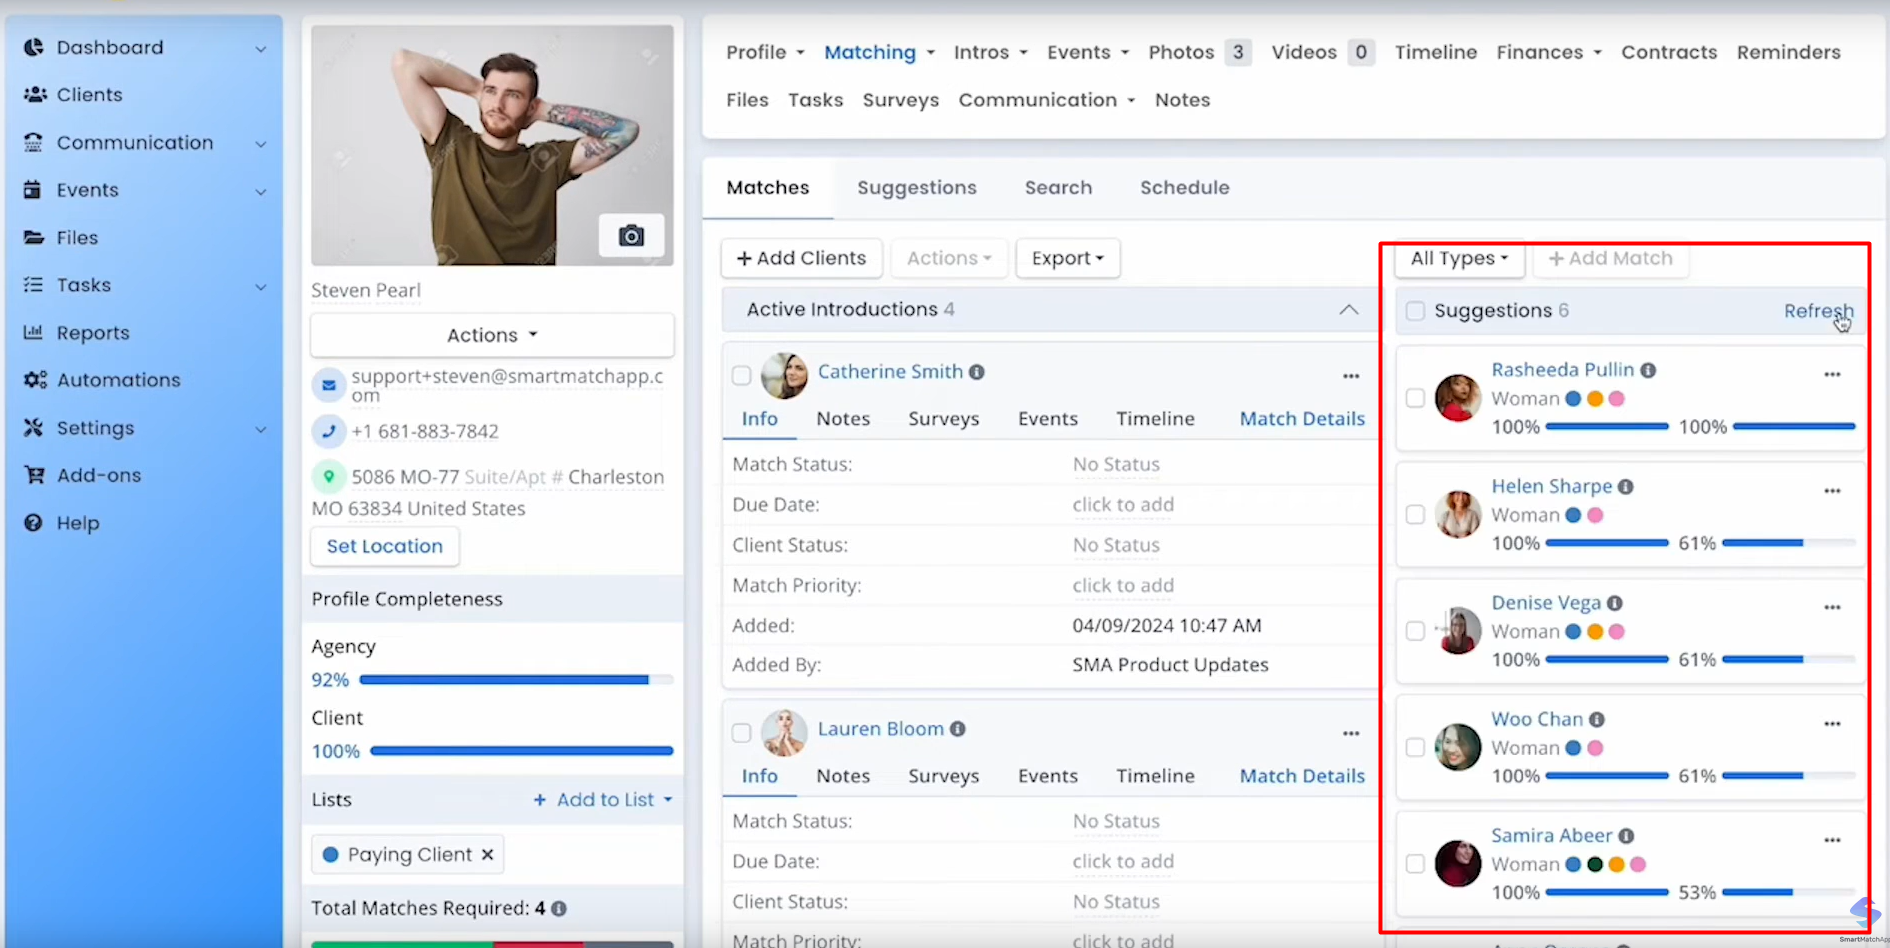 Dashboard
Clients
Communication
Events
Files
Tasks
Reports
Automations
Settings
Add-ons
Help
Steven Pearl
Actions
support+steven@smartmatchapp.c
om
+1 681-883-7842
5086 MO-77 Suite/Apt # Charleston
MO 63834 United States
Set Location
Profile Completeness
Agency
92%
Client
100%
Lists + Add to List
Paying Client ×
Total Matches Required: 4
Profile Matching Intros Events Photos 3 Videos 0 Timeline Finances Contracts Reminders
Files Tasks Surveys Communication Notes
Matches Suggestions Search Schedule
+ Add Clients Actions Export
Active Introductions 4
Catherine Smith
Info Notes Surveys Events Timeline Match Details
Match Status: No Status
Due Date: click to add
Client Status: No Status
Match Priority: click to add
Added: 04/09/2024 10:47 AM
Added By: SMA Product Updates
Lauren Bloom
Info Notes Surveys Events Timeline Match Details
Match Status: No Status
Due Date: click to add
Client Status: No Status
Match Priority: click to add
All Types + Add Match
Suggestions 6 Refresh
Rasheeda Pullin
Woman
100% 100%
Helen Sharpe
Woman
100% 61%
Denise Vega
Woman
100% 61%
Woo Chan
Woman
100% 61%
Samira Abeer
Woman
100% 53%